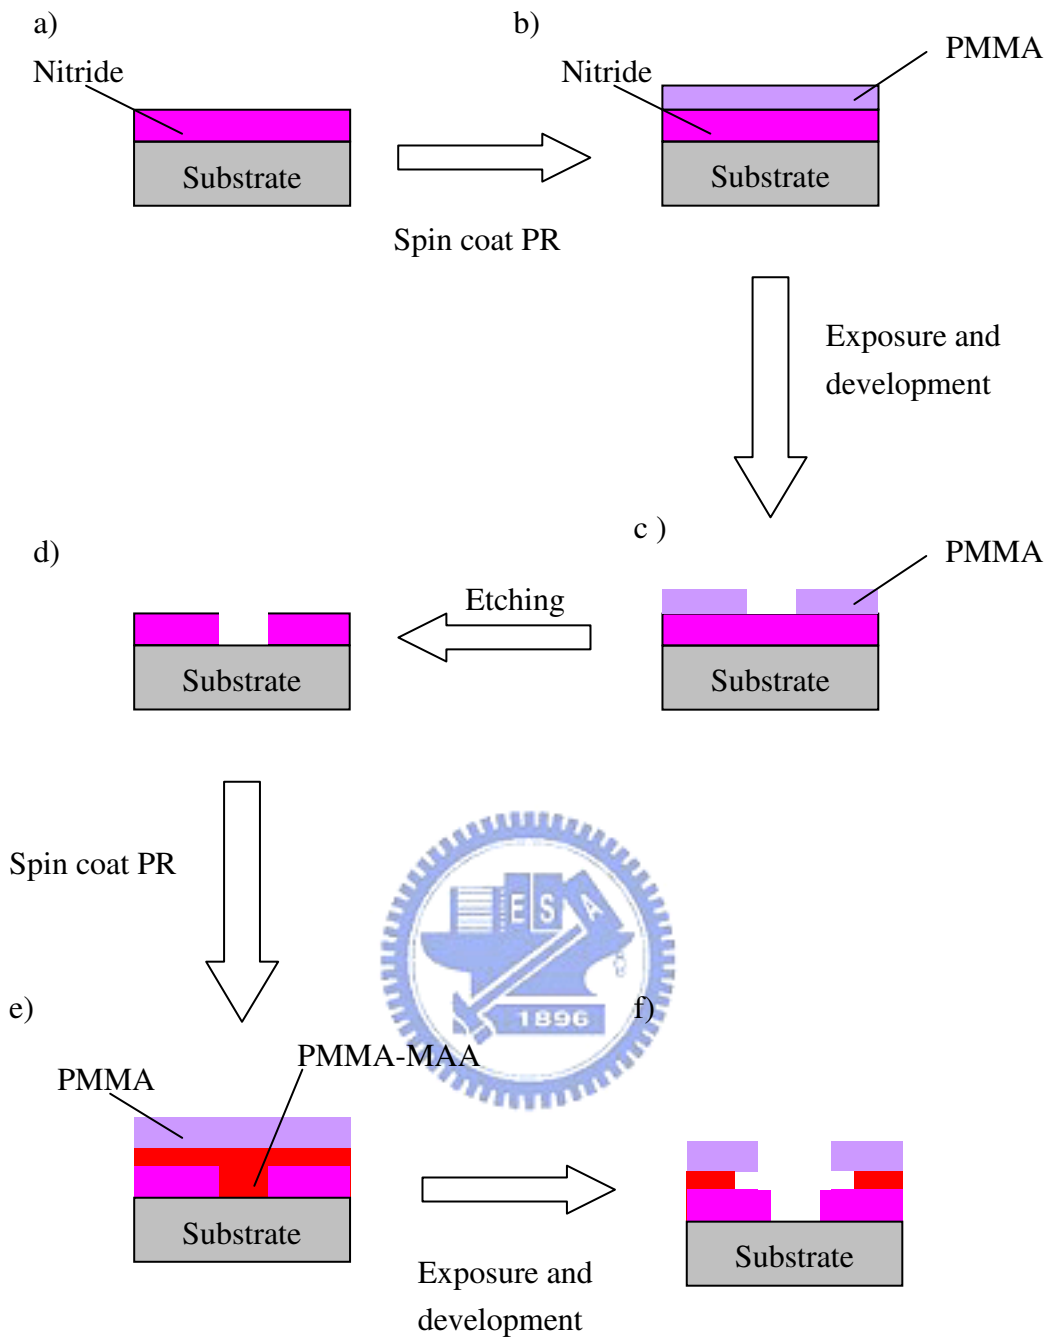 a)
b)
Nitride
Nitride
PMMA
Substrate
Substrate
Spin coat PR
Exposure and
development
c )
d)
PMMA
Etching
Substrate
Substrate
Spin coat PR
E S A
1896
e)
f)
PMMA-MAA
PMMA
Substrate
Substrate
Exposure and
development